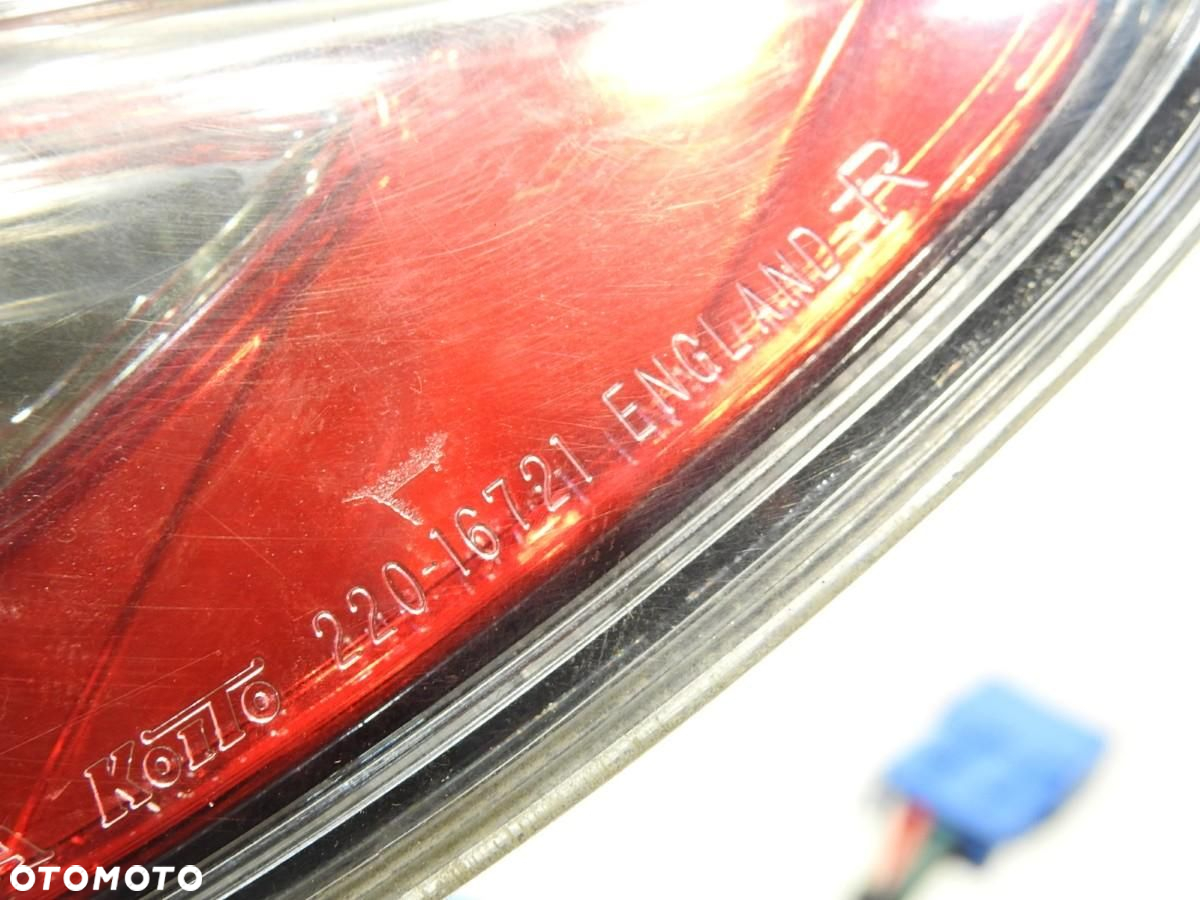 Koito 220-16721 ENGLAND R
OTOMOTO